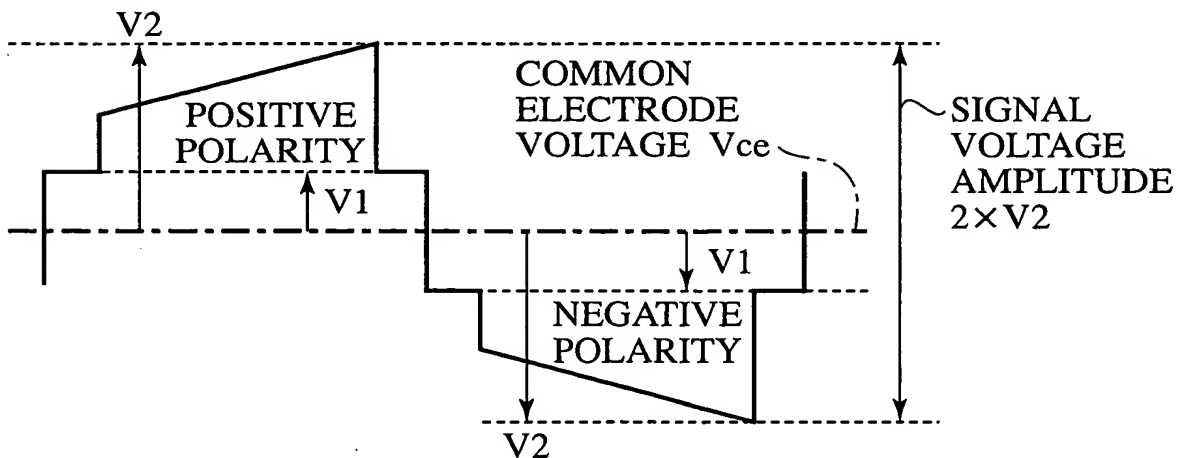 V2
POSITIVE
POLARITY
V1
COMMON
ELECTRODE
VOLTAGE Vce
SIGNAL
VOLTAGE
AMPLITUDE
2×V2
V1
NEGATIVE
POLARITY
V2